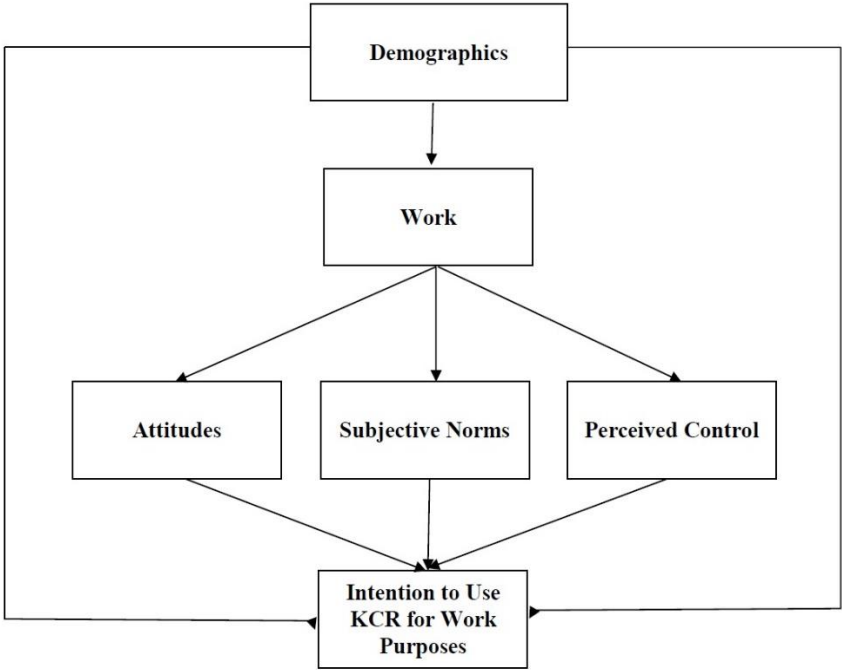 Demographics
Work
Attitudes
Subjective Norms
Perceived Control
Intention to Use
KCR for Work
Purposes